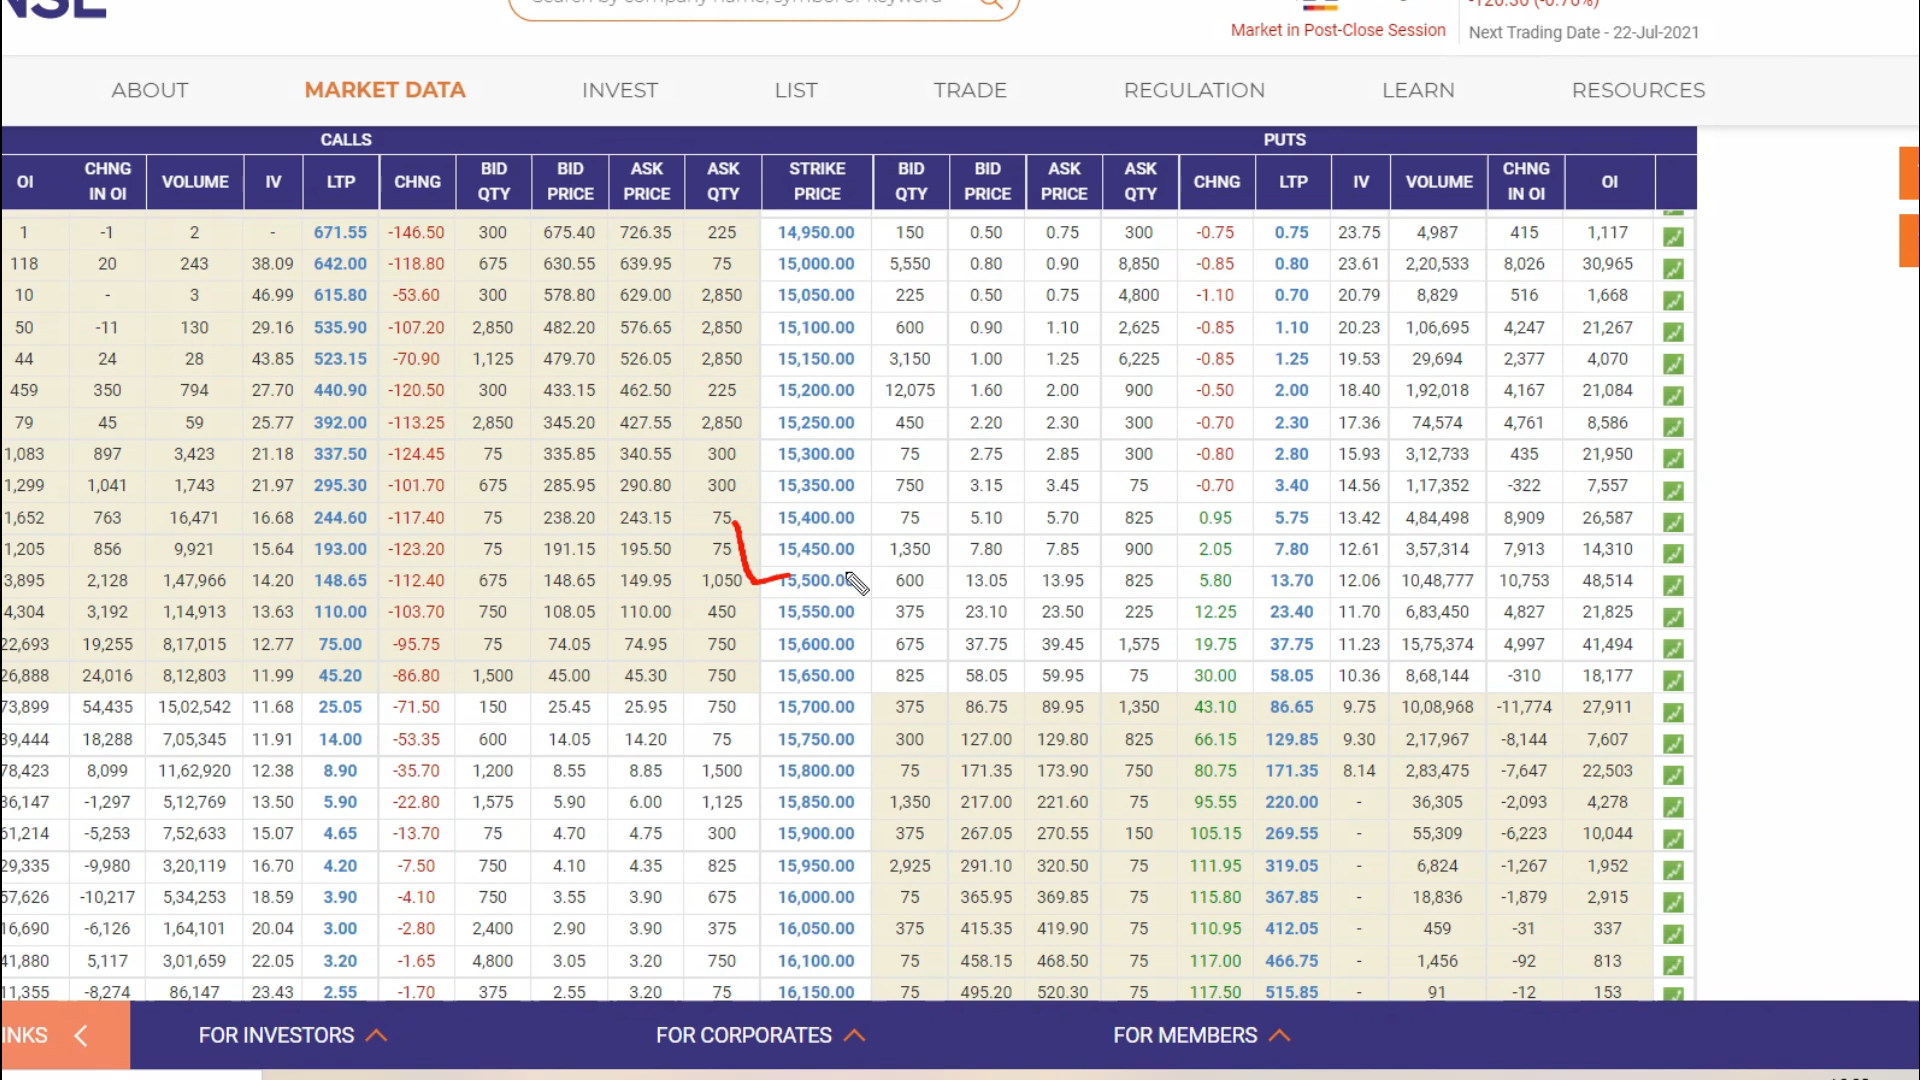 Market in Post-Close Session
Next Trading Date - 22-Jul-2021
ABOUT MARKET DATA INVEST LIST TRADE REGULATION LEARN RESOURCES
CALLS PUTS
OI CHNG IN OI VOLUME IV LTP CHNG BID QTY BID PRICE ASK PRICE ASK QTY STRIKE PRICE BID QTY BID PRICE ASK PRICE ASK QTY CHNG LTP IV VOLUME CHNG IN OI OI
1 -1 2 - 671.55 -146.50 300 675.40 726.35 225 14,950.00 150 0.50 0.75 300 -0.75 0.75 23.75 4,987 415 1,117
118 20 243 38.09 642.00 -118.80 675 630.55 639.95 75 15,000.00 5,550 0.80 0.90 8,850 -0.85 0.80 23.61 2,20,533 8,026 30,965
10 - 3 46.99 615.80 -53.60 300 578.80 629.00 2,850 15,050.00 225 0.50 0.75 4,800 -1.10 0.70 20.79 8,829 516 1,668
50 -11 130 29.16 535.90 -107.20 2,850 482.20 576.65 2,850 15,100.00 600 0.90 1.10 2,625 -0.85 1.10 20.23 1,06,695 4,247 21,267
44 24 28 43.85 523.15 -70.90 1,125 479.70 526.05 2,850 15,150.00 3,150 1.00 1.25 6,225 -0.85 1.25 19.53 29,694 2,377 4,070
459 350 794 27.70 440.90 -120.50 300 433.15 462.50 225 15,200.00 12,075 1.60 2.00 900 -0.50 2.00 18.40 1,92,018 4,167 21,084
79 45 59 25.77 392.00 -113.25 2,850 345.20 427.55 2,850 15,250.00 450 2.20 2.30 300 -0.70 2.30 17.36 74,574 4,761 8,586
1,083 897 3,423 21.18 337.50 -124.45 75 335.85 340.55 300 15,300.00 75 2.75 2.85 300 -0.80 2.80 15.93 3,12,733 435 21,950
1,299 1,041 1,743 21.97 295.30 -101.70 675 285.95 290.80 300 15,350.00 750 3.15 3.45 75 -0.70 3.40 14.56 1,17,352 -322 7,557
1,652 763 16,471 16.68 244.60 -117.40 75 238.20 243.15 75 15,400.00 75 5.10 5.70 825 0.95 5.75 13.42 4,84,498 8,909 26,587
1,205 856 9,921 15.64 193.00 -123.20 75 191.15 195.50 75 15,450.00 1,350 7.80 7.85 900 2.05 7.80 12.61 3,57,314 7,913 14,310
3,895 2,128 1,47,966 14.20 148.65 -112.40 675 148.65 149.95 1,050 15,500.00 600 13.05 13.95 825 5.80 13.70 12.06 10,48,777 10,753 48,514
4,304 3,192 1,14,913 13.63 110.00 -103.70 750 108.05 110.00 450 15,550.00 375 23.10 23.50 225 12.25 23.40 11.70 6,83,450 4,827 21,825
22,693 19,255 8,17,015 12.77 75.00 -95.75 75 74.05 74.95 750 15,600.00 675 37.75 39.45 1,575 19.75 37.75 11.23 15,75,374 4,997 41,494
26,888 24,016 8,12,803 11.99 45.20 -86.80 1,500 45.00 45.30 750 15,650.00 825 58.05 59.95 75 30.00 58.05 10.36 8,68,144 -310 18,177
73,899 54,435 15,02,542 11.68 25.05 -71.50 150 25.45 25.95 750 15,700.00 375 86.75 89.95 1,350 43.10 86.65 9.75 10,08,968 -11,774 27,911
39,444 18,288 7,05,345 11.91 14.00 -53.35 600 14.05 14.20 75 15,750.00 300 127.00 129.80 825 66.15 129.85 9.30 2,17,967 -8,144 7,607
78,423 8,099 11,62,920 12.38 8.90 -35.70 1,200 8.55 8.85 1,500 15,800.00 75 171.35 173.90 750 80.75 171.35 8.14 2,83,475 -7,647 22,503
36,147 -1,297 5,12,769 13.50 5.90 -22.80 1,575 5.90 6.00 1,125 15,850.00 1,350 217.00 221.60 75 95.55 220.00 - 36,305 -2,093 4,278
61,214 -5,253 7,52,633 15.07 4.65 -13.70 75 4.70 4.75 300 15,900.00 375 267.05 270.55 150 105.15 269.55 - 55,309 -6,223 10,044
29,335 -9,980 3,20,119 16.70 4.20 -7.50 750 4.10 4.35 825 15,950.00 2,925 291.10 320.50 75 111.95 319.05 - 6,824 -1,267 1,952
57,626 -10,217 5,34,253 18.59 3.90 -4.10 750 3.55 3.90 675 16,000.00 75 365.95 369.85 75 115.80 367.85 - 18,836 -1,879 2,915
16,690 -6,126 1,64,101 20.04 3.00 -2.80 2,400 2.90 3.90 375 16,050.00 375 415.35 419.90 75 110.95 412.05 - 459 -31 337
41,880 5,117 3,01,659 22.05 3.20 -1.65 4,800 3.05 3.20 750 16,100.00 75 458.15 468.50 75 117.00 466.75 - 1,456 -92 813
11,355 -8,274 86,147 23.43 2.55 -1.70 375 2.55 3.20 75 16,150.00 75 495.20 520.30 75 117.50 515.85 - 91 -12 153
INKS FOR INVESTORS FOR CORPORATES FOR MEMBERS